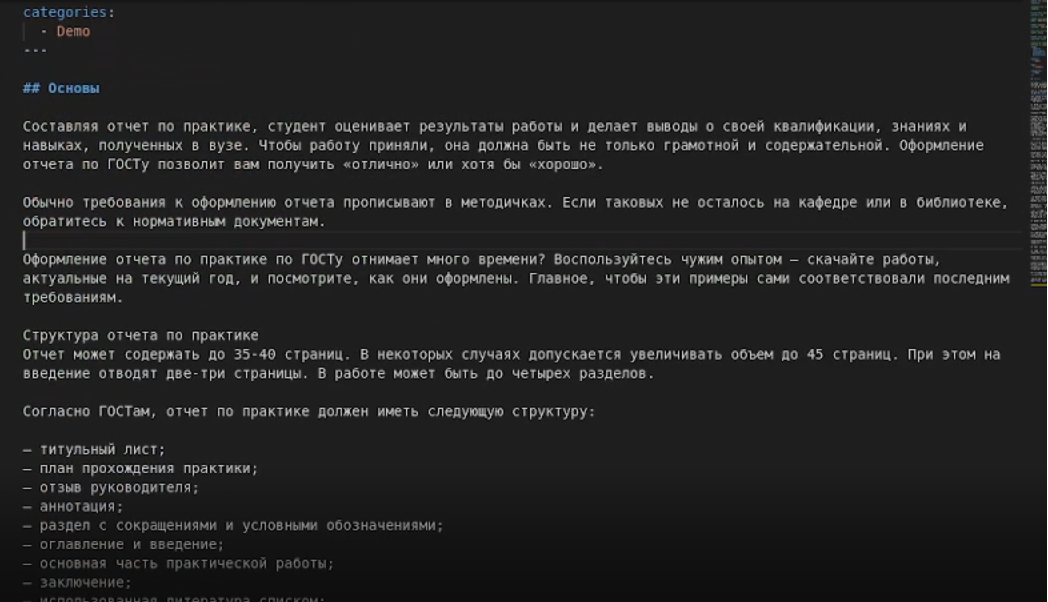 categories:
- Demo
---
## Основы
Составляя отчет по практике, студент оценивает результаты работы и делает выводы о своей квалификации, знаниях и
навыках, полученных в вузе. Чтобы работу приняли, она должна быть не только грамотной и содержательной. Оформление
отчета по ГОСТу позволит вам получить «отлично» или хотя бы «хорошо».
Обычно требования к оформлению отчета прописывают в методичках. Если таковых не осталось на кафедре или в библиотеке,
обратитесь к нормативным документам.
Оформление отчета по практике по ГОСТу отнимает много времени? Воспользуйтесь чужим опытом — скачайте работы,
актуальные на текущий год, и посмотрите, как они оформлены. Главное, чтобы эти примеры сами соответствовали последним
требованиям.
Структура отчета по практике
Отчет может содержать до 35-40 страниц. В некоторых случаях допускается увеличивать объем до 45 страниц. При этом на
введение отводят две-три страницы. В работе может быть до четырех разделов.
Согласно ГОСТам, отчет по практике должен иметь следующую структуру:
— титульный лист;
— план прохождения практики;
— отзыв руководителя;
— аннотация;
— раздел с сокращениями и условными обозначениями;
— оглавление и введение;
— основная часть практической работы;
— заключение;
— использованная литература списком;